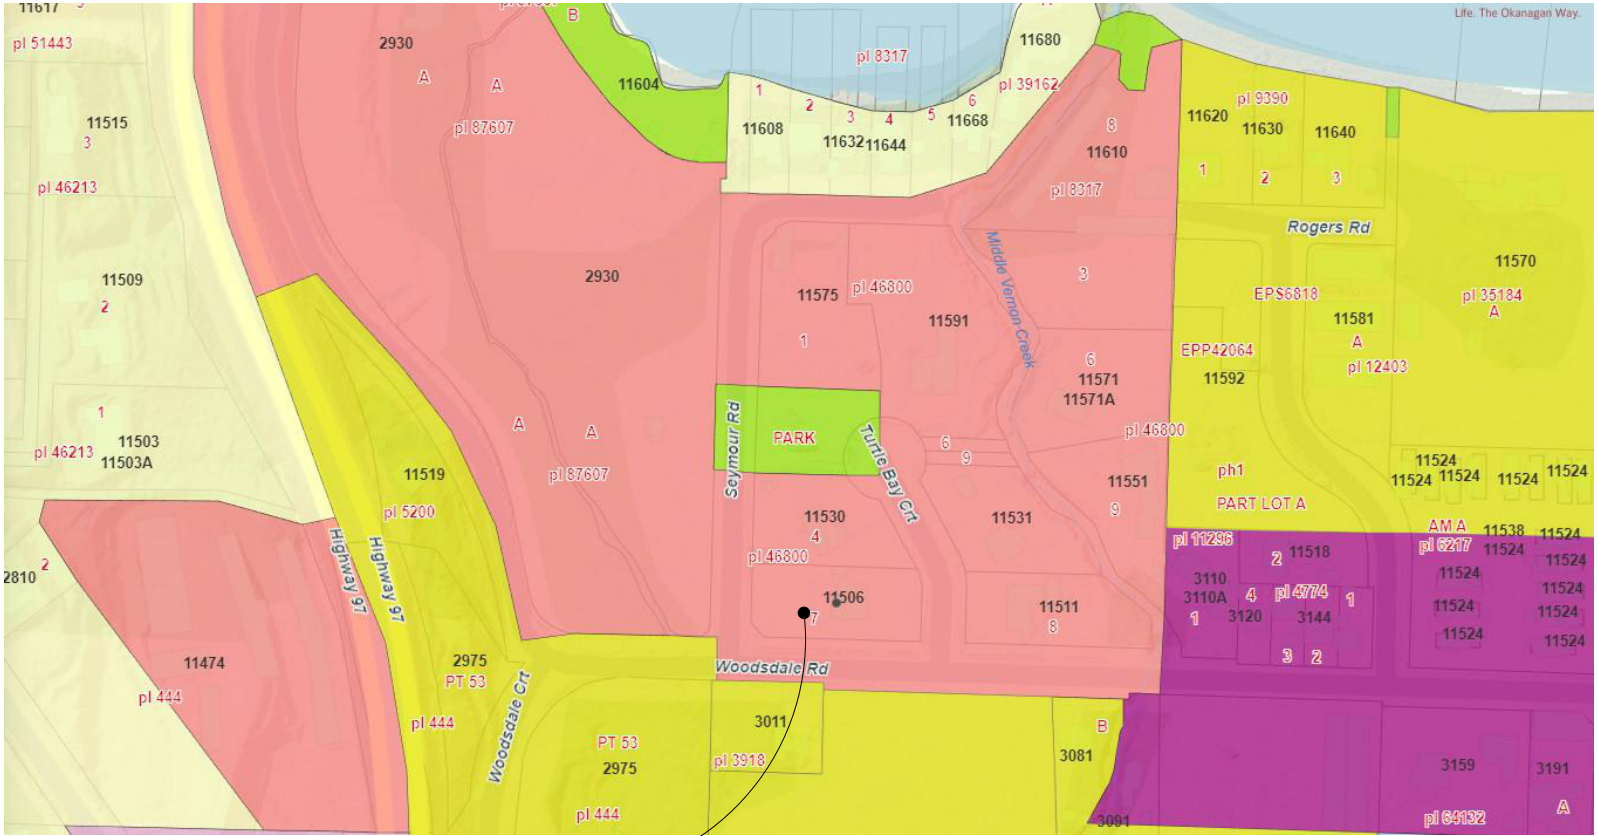 11617
B
Life. The Okanagan Way.
pl 51443
2930
11680
pl 8317
A
A
11604
pl 39162
1
2
3
4
5
6
pl 9390
11515
3
pl 87607
11608
11632
11644
11668
8
11610
11620
11630
11640
pl 46213
pl 8317
1
2
3
Rogers Rd
11509
2
2930
11575
pl 46800
11591
Middle Vernon Creek
3
EPS6818
11581
A
pl 12403
11570
pl 35184
A
1
6
11571
11571A
EPP42064
11592
1
11503
11503A
pl 46213
A
A
pl 87607
Seymour Rd
PARK
Turtle Bay Crt
6
9
pl 46800
11519
pl 5200
11551
9
ph1
PART LOT A
11524
11524
11524
11524
11524
11530
4
pl 46800
11531
AM A
pl 6217
11538
11524
11524
2
2810
Highway 97
Highway 97
pl 11296
2
11518
11524
11524
3110
3110A
1
4
3120
pl 4774
3144
1
3
2
11524
11524
11524
11524
11524
11506
7
11511
8
11474
pl 444
2975
PT 53
pl 444
Woodsdale Crt
Woodsdale Rd
3011
pl 3918
PT 53
2975
pl 444
B
3081
3091
3159
3191
A
pl 64132